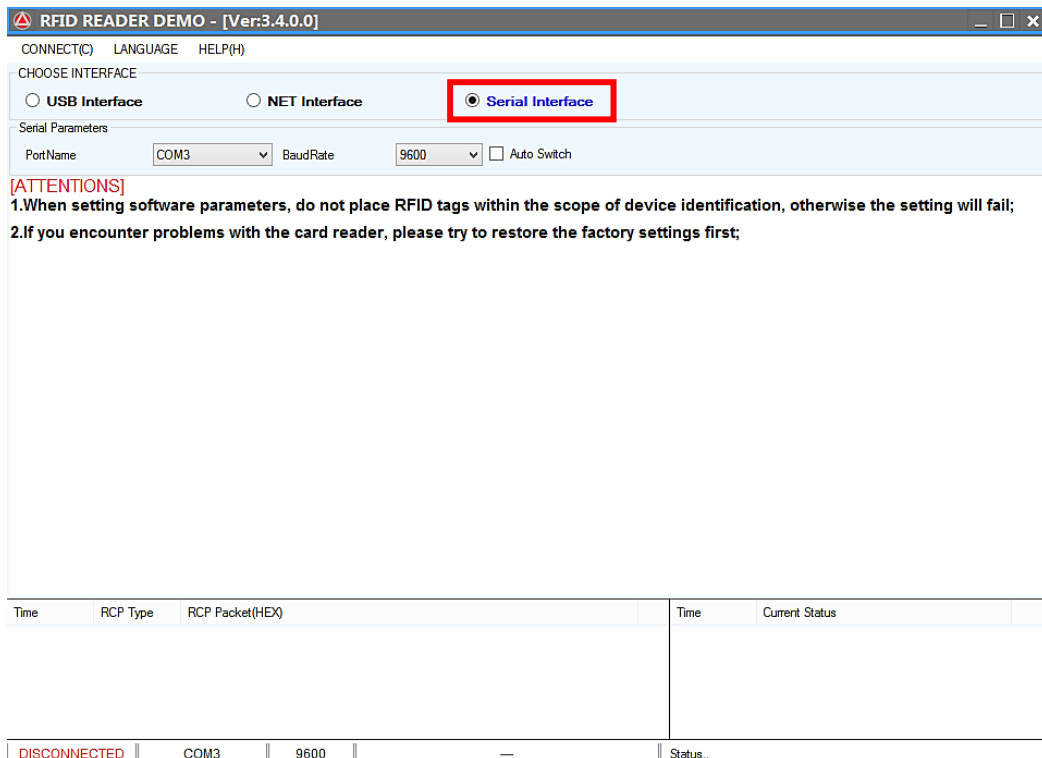 RFID READER DEMO - [Ver:3.4.0.0]
CONNECT(C) LANGUAGE HELP(H)
CHOOSE INTERFACE
USB Interface NET Interface Serial Interface
Serial Parameters
PortName COM3 BaudRate 9600 Auto Switch
[ATTENTIONS]
1.When setting software parameters, do not place RFID tags within the scope of device identification, otherwise the setting will fail;
2.If you encounter problems with the card reader, please try to restore the factory settings first;
Time RCP Type RCP Packet(HEX) Time Current Status
DISCONNECTED COM3 9600 --- Status..